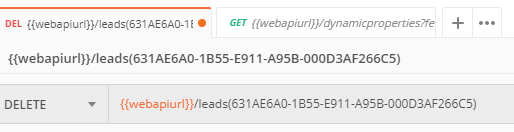 DEL {{webapiurl}}/leads(631AE6A0-1E
GET {{webapiurl}}/dynamicproperties?fe
{{webapiurl}}/leads(631AE6A0-1B55-E911-A95B-000D3AF266C5)
DELETE {{webapiurl}}/leads(631AE6A0-1B55-E911-A95B-000D3AF266C5)